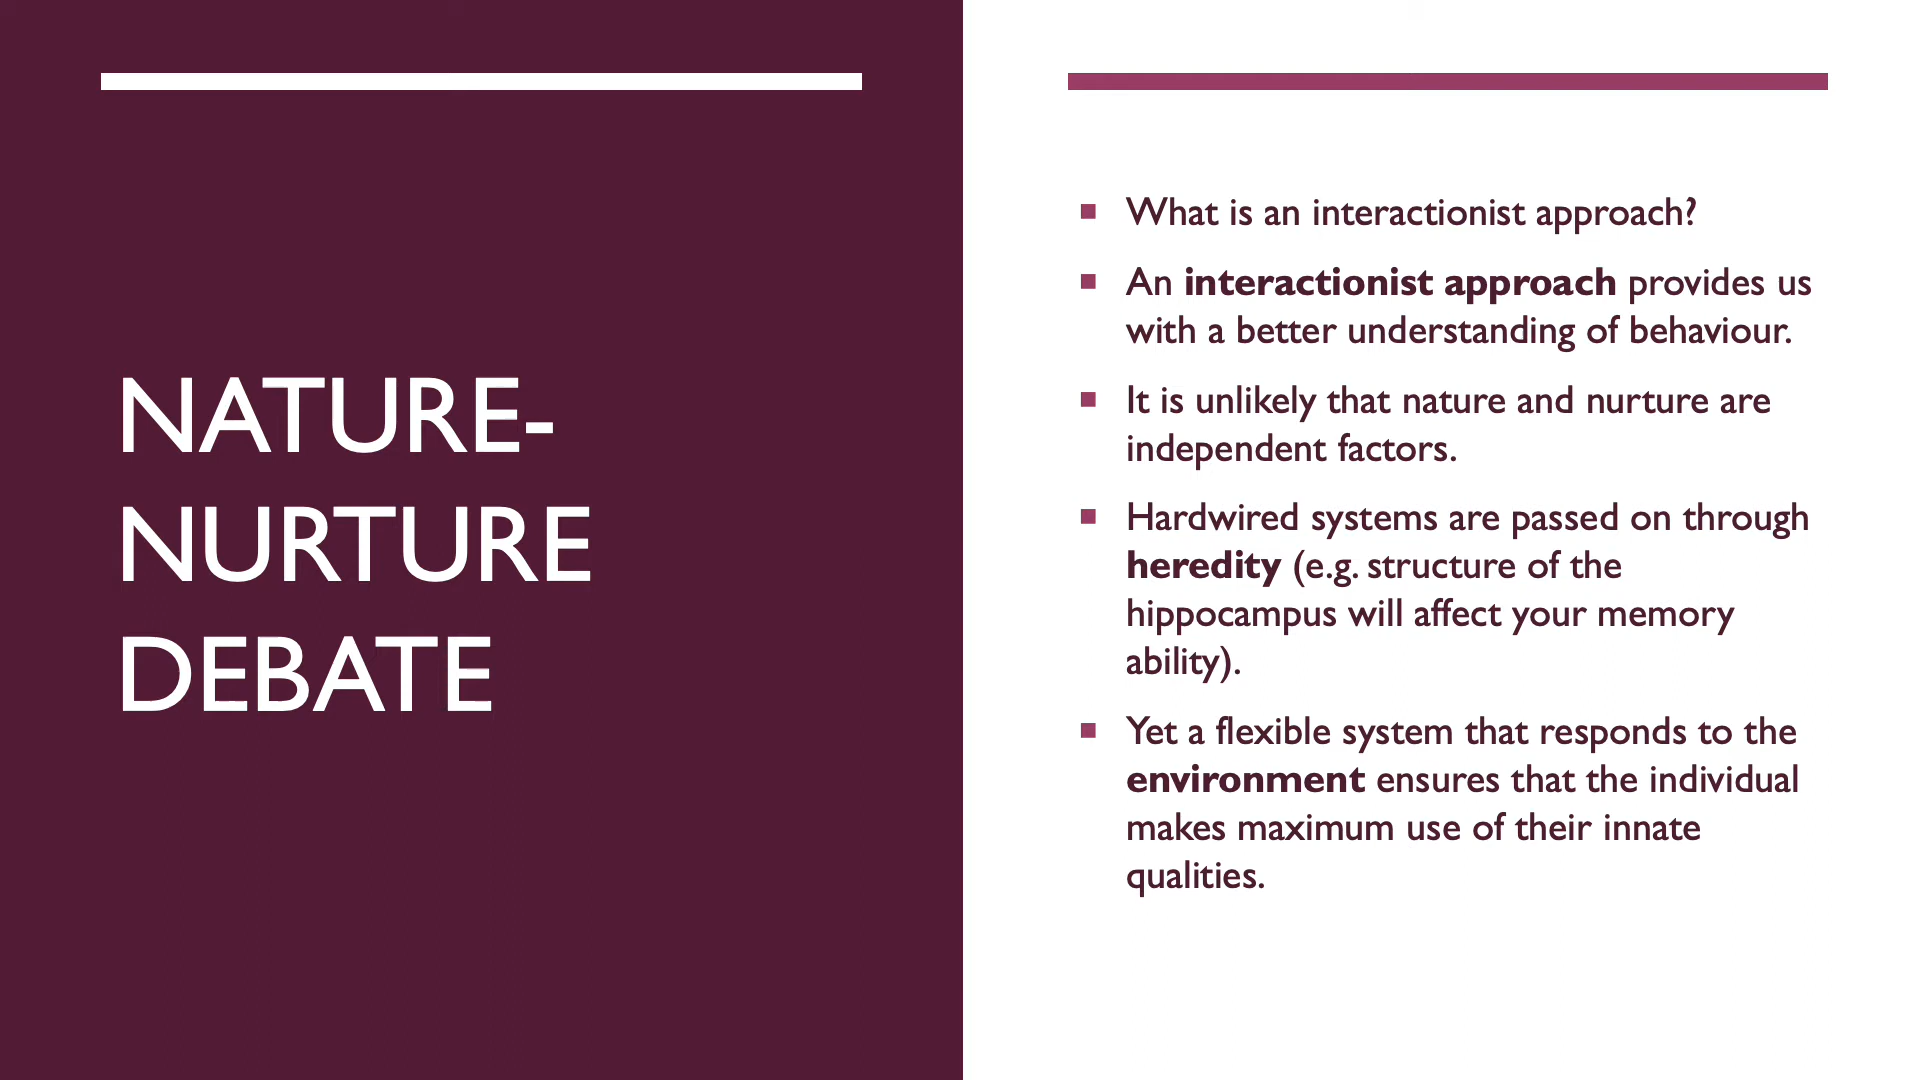 NATURE-
NURTURE
DEBATE
What is an interactionist approach?
An interactionist approach provides us
with a better understanding of behaviour.
It is unlikely that nature and nurture are
independent factors.
Hardwired systems are passed on through
heredity (e.g. structure of the
hippocampus will affect your memory
ability).
Yet a flexible system that responds to the
environment ensures that the individual
makes maximum use of their innate
qualities.